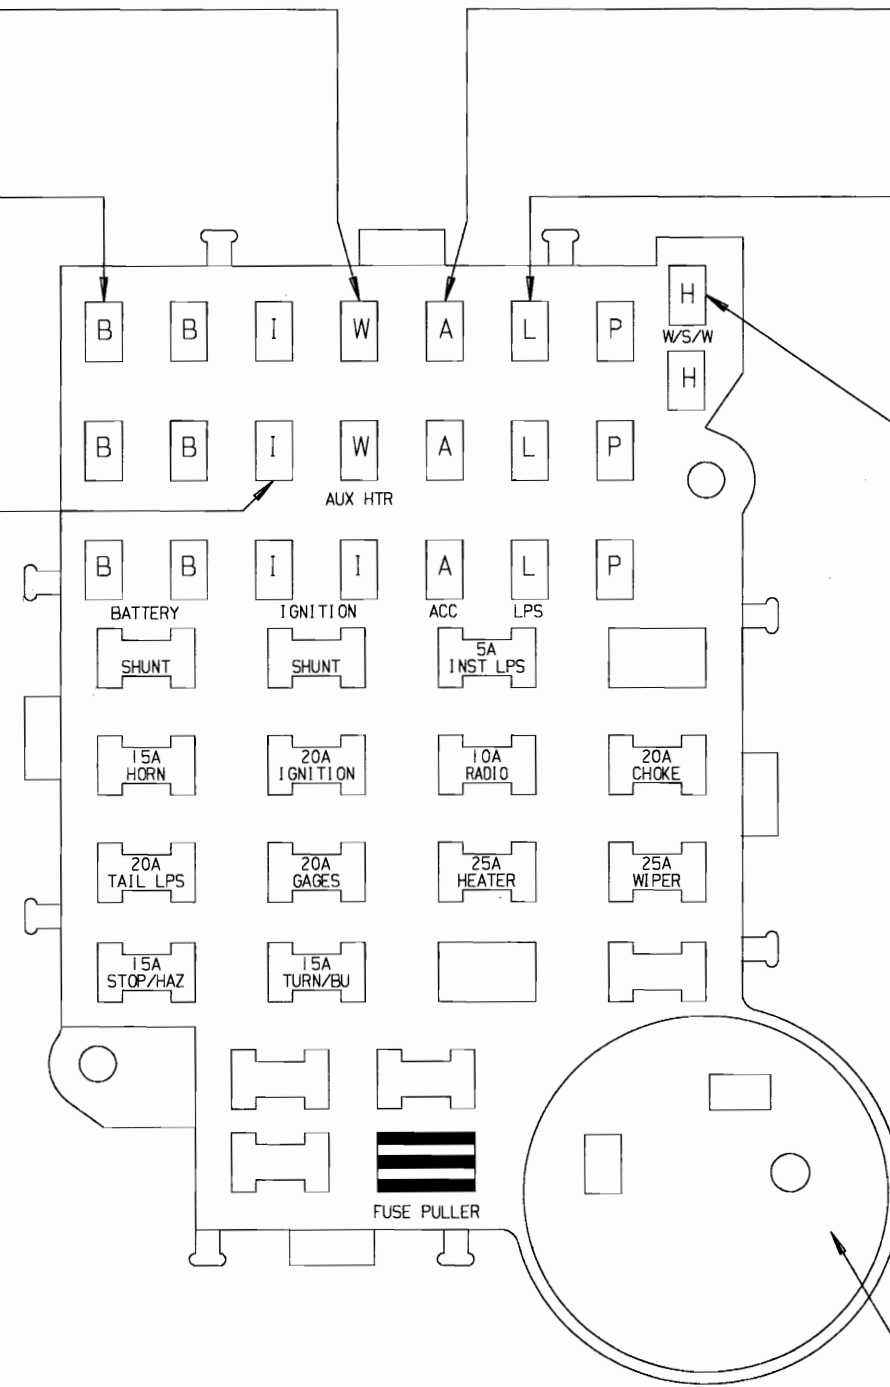 H
B B I W A L P
W/S/W
H
B B I W A L P
AUX HTR
B B I I A L P
BATTERY IGNITION ACC LPS
SHUNT SHUNT 5A
INST LPS
15A 20A 10A 20A
HORN IGNITION RADIO CHOKE
20A 20A 25A 25A
TAIL LPS GAGES HEATER WIPER
15A 15A
STOP/HAZ TURN/BU
FUSE PULLER